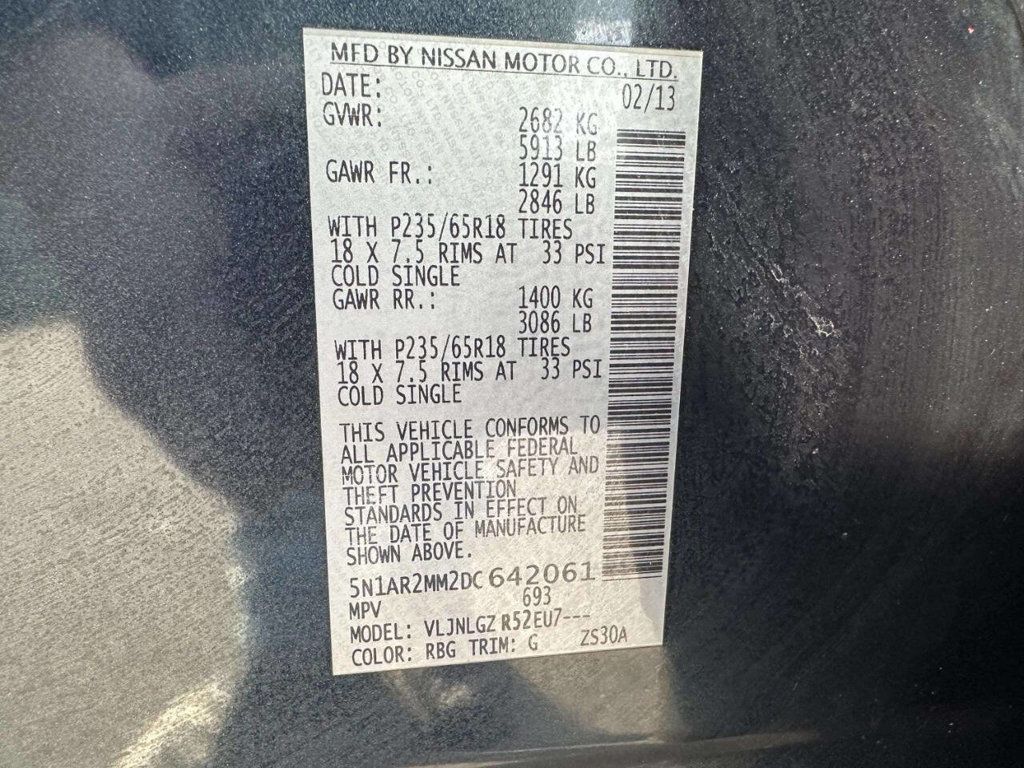 MFD BY NISSAN MOTOR CO., LTD.
DATE: 02/13
GVWR: 2682 KG
5913 LB
GAWR FR.: 1291 KG
2846 LB
WITH P235/65R18 TIRES
18 X 7.5 RIMS AT 33 PSI
COLD SINGLE
GAWR RR.: 1400 KG
3086 LB
WITH P235/65R18 TIRES
18 X 7.5 RIMS AT 33 PSI
COLD SINGLE
THIS VEHICLE CONFORMS TO
ALL APPLICABLE FEDERAL
MOTOR VEHICLE SAFETY AND
THEFT PREVENTION
STANDARDS IN EFFECT ON
THE DATE OF MANUFACTURE
SHOWN ABOVE.
5N1AR2MM2DC642061
MPV 693
MODEL: VLJNLGZ R52EU7---
COLOR: RBG TRIM: G ZS30A